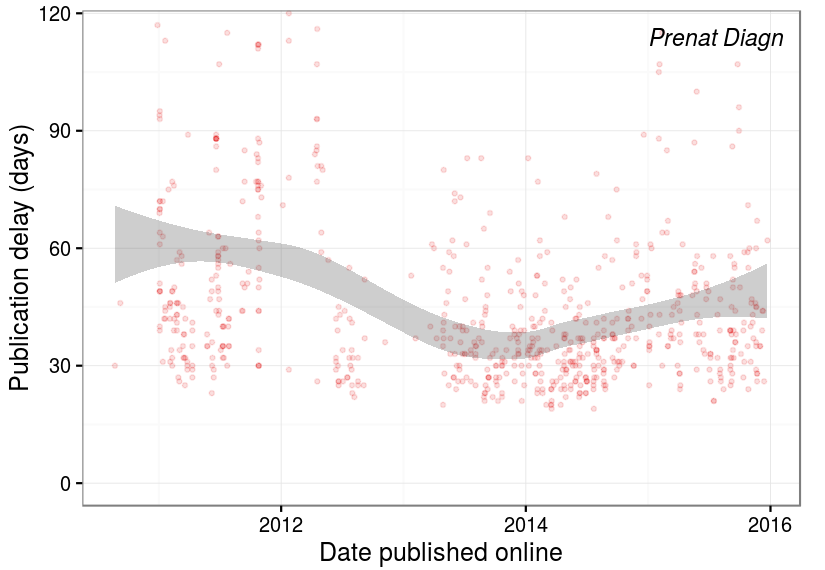 Prenat Diagn
Publication delay (days)
120
90
60
30
0
2012
2014
2016
Date published online